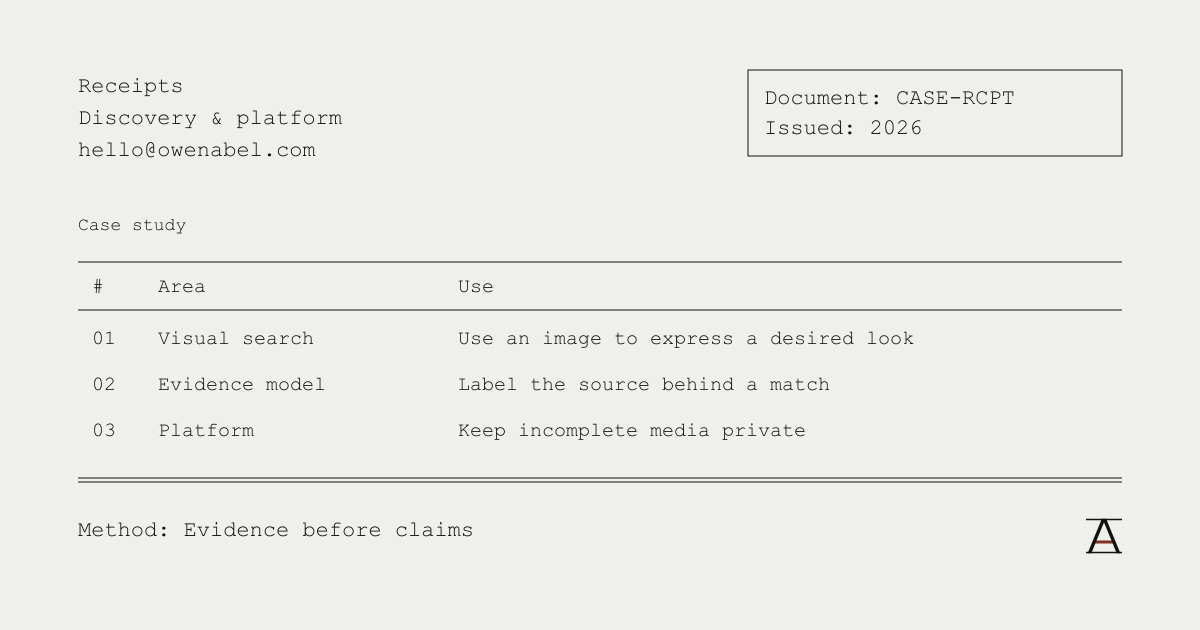 Receipts
Discovery & platform
hello@owenabel.com
Document: CASE-RCPT
Issued: 2026
Case study
# Area Use
01 Visual search Use an image to express a desired look
02 Evidence model Label the source behind a match
03 Platform Keep incomplete media private
Method: Evidence before claims
A